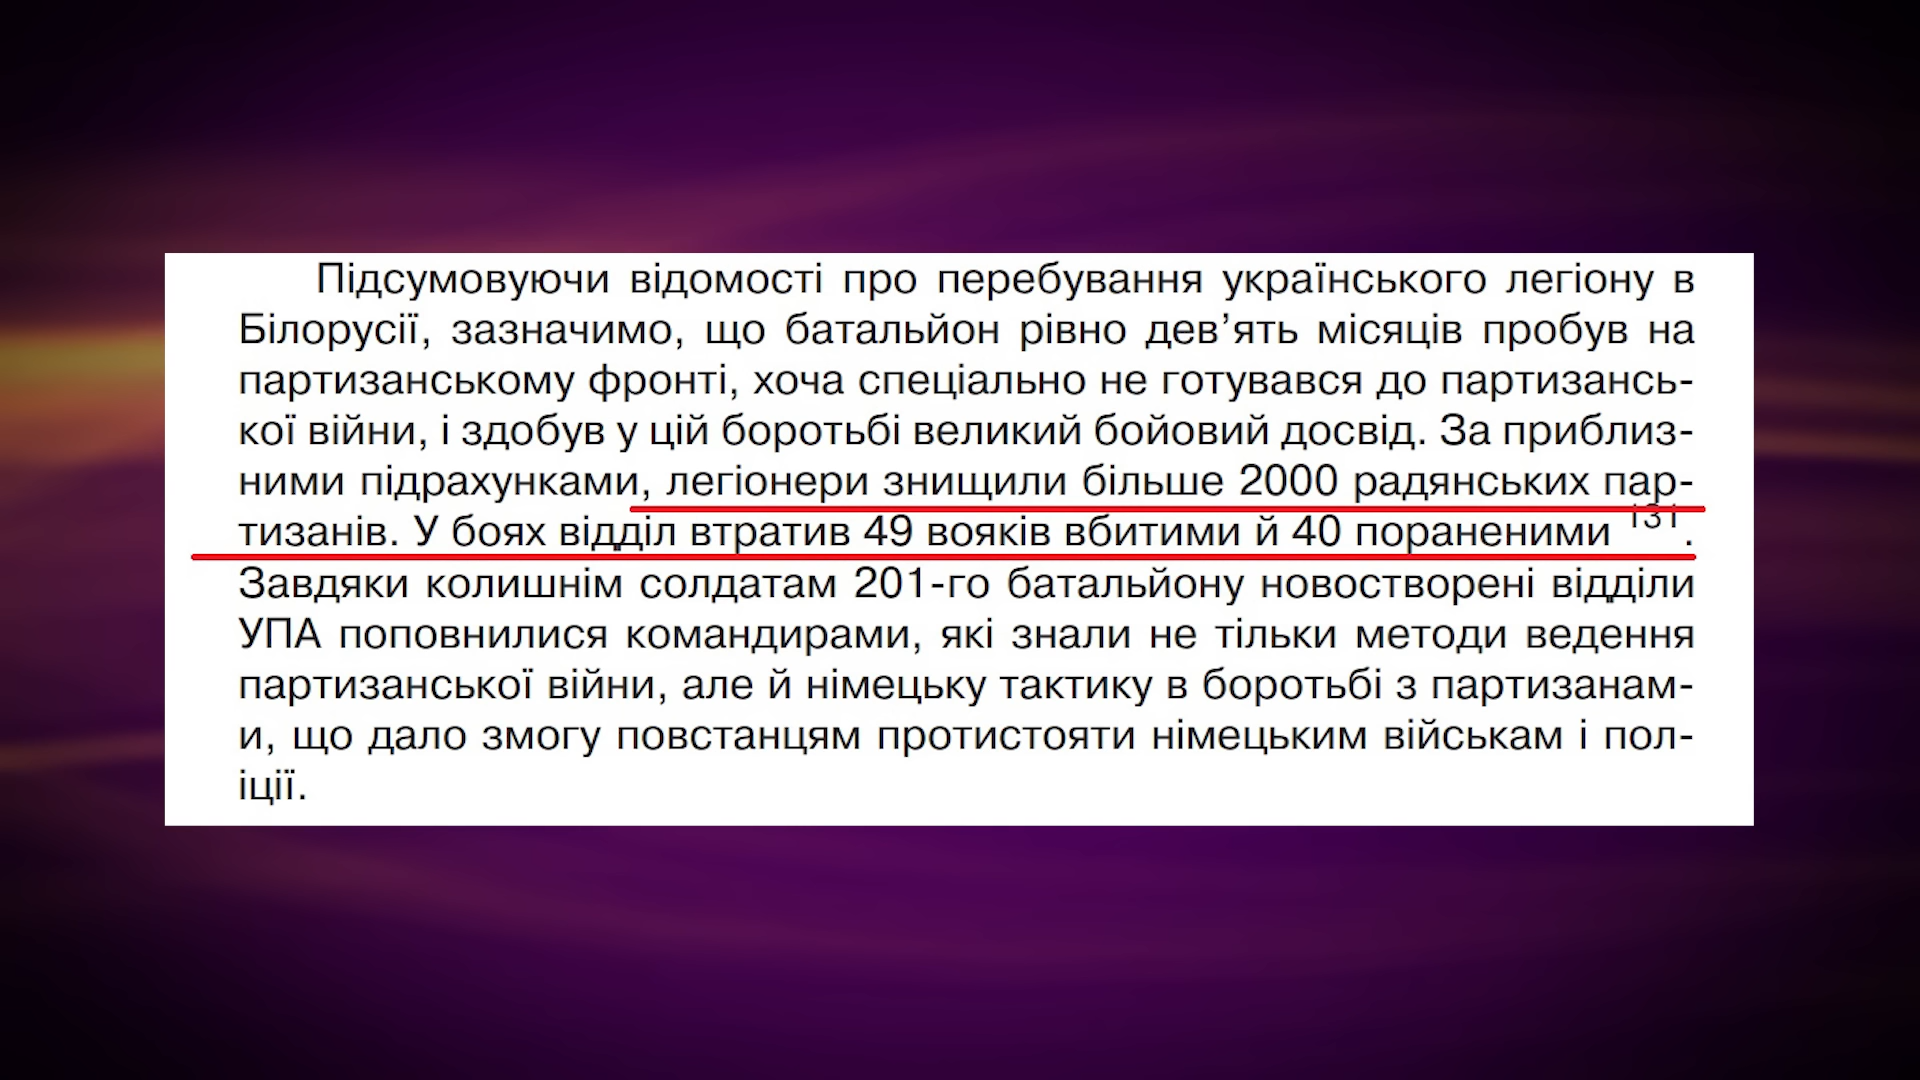 Підсумовуючи відомості про перебування українського легіону в
Білорусії, зазначимо, що батальйон рівно дев’ять місяців пробув на
партизанському фронті, хоча спеціально не готувався до партизансь-
кої війни, і здобув у цій боротьбі великий бойовий досвід. За приблиз-
ними підрахунками, легіонери знищили більше 2000 радянських пар-
тизанів. У боях відділ втратив 49 вояків вбитими й 40 пораненими 131.
Завдяки колишнім солдатам 201-го батальйону новостворені відділи
УПА поповнилися командирами, які знали не тільки методи ведення
партизанської війни, але й німецьку тактику в боротьбі з партизанам-
и, що дало змогу повстанцям протистояти німецьким військам і пол-
іції.